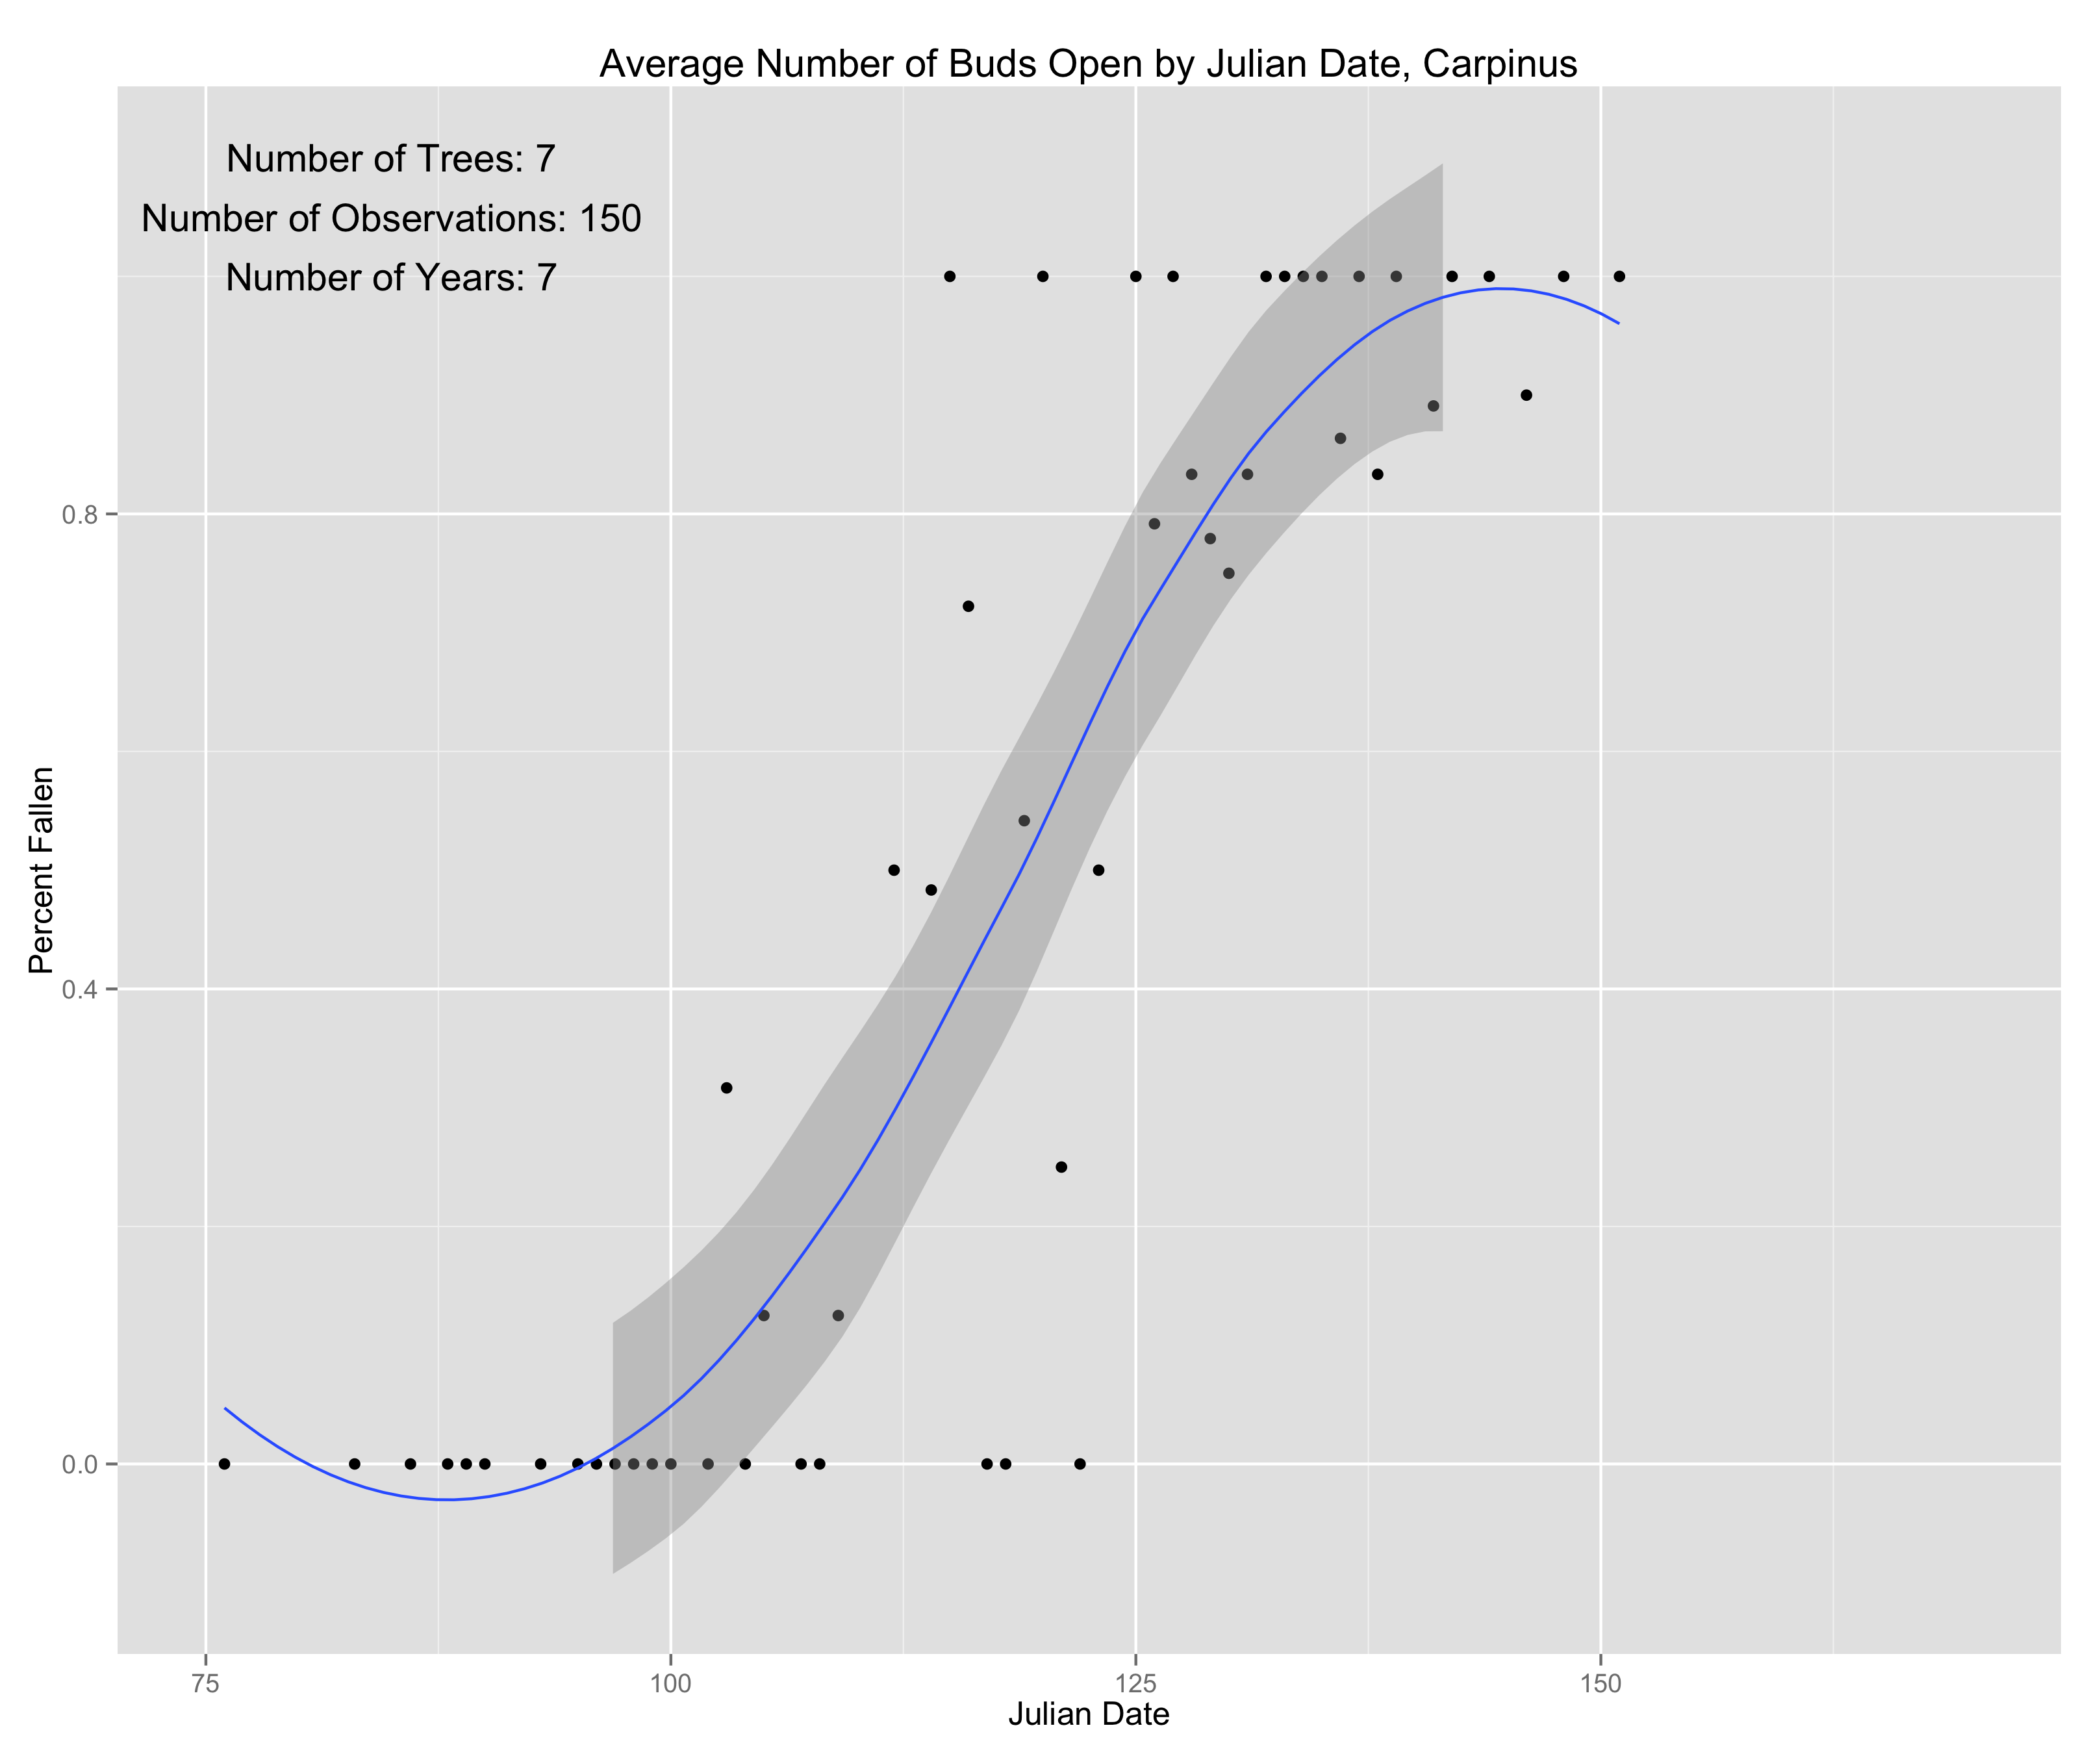 Average Number of Buds Open by Julian Date, Carpinus
Number of Trees: 7
Number of Observations: 150
Number of Years: 7
0.8
0.4
0.0
Percent Fallen
75
100
125
150
Julian Date